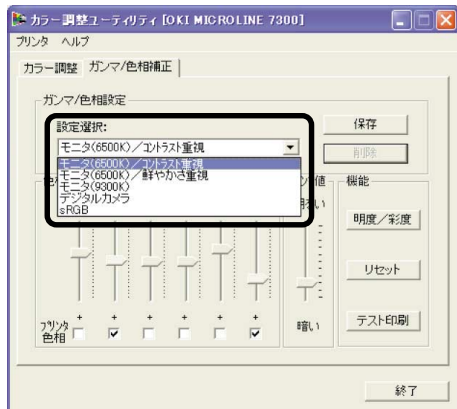 カラー調整ユーティリティ [OKI MICROLINE 7300]
プリンタ ヘルプ
カラー調整 ガンマ/色相補正
ガンマ/色相設定
設定選択:
モニタ(6500K)/コントラスト重視
保存
モニタ(6500K)/コントラスト重視
モニタ(6500K)/鮮やかさ重視
モニタ(9300K)
デジタルカメラ
sRGB
削除
機能
明度/彩度
リセット
テスト印刷
+ + + + + +
プリンタ
色相
暗い
終了